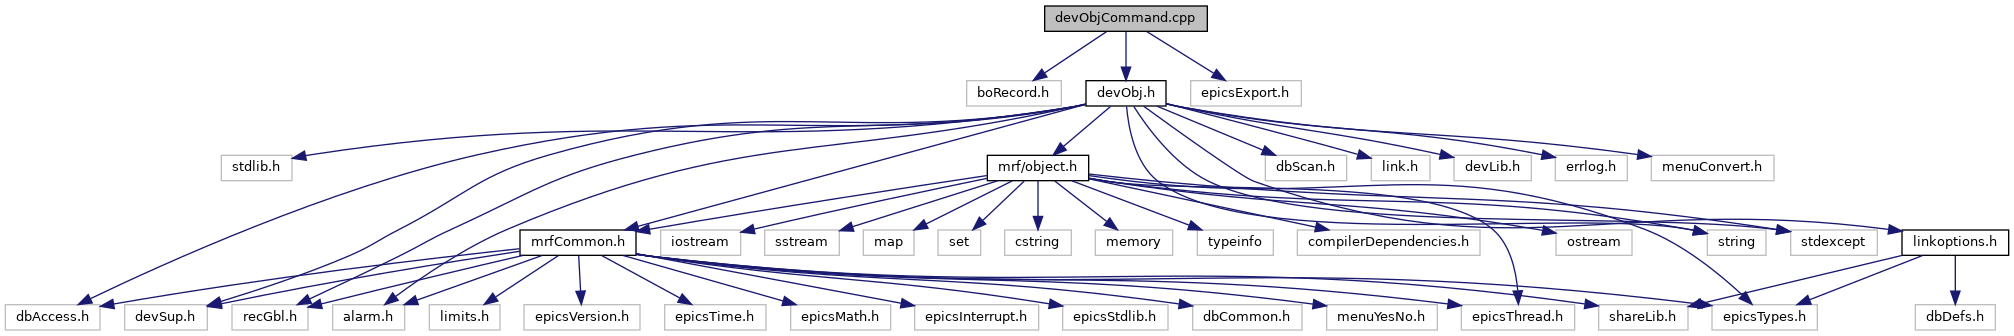 devObjCommand.cpp
boRecord.h
devObj.h
epicsExport.h
stdlib.h
mrf/object.h
dbScan.h
link.h
devLib.h
errlog.h
menuConvert.h
mrfCommon.h
iostream
sstream
map
set
cstring
memory
typeinfo
compilerDependencies.h
ostream
string
stdexcept
linkoptions.h
dbAccess.h
devSup.h
recGbl.h
alarm.h
limits.h
epicsVersion.h
epicsTime.h
epicsMath.h
epicsInterrupt.h
epicsStdlib.h
dbCommon.h
menuYesNo.h
epicsThread.h
shareLib.h
epicsTypes.h
dbDefs.h